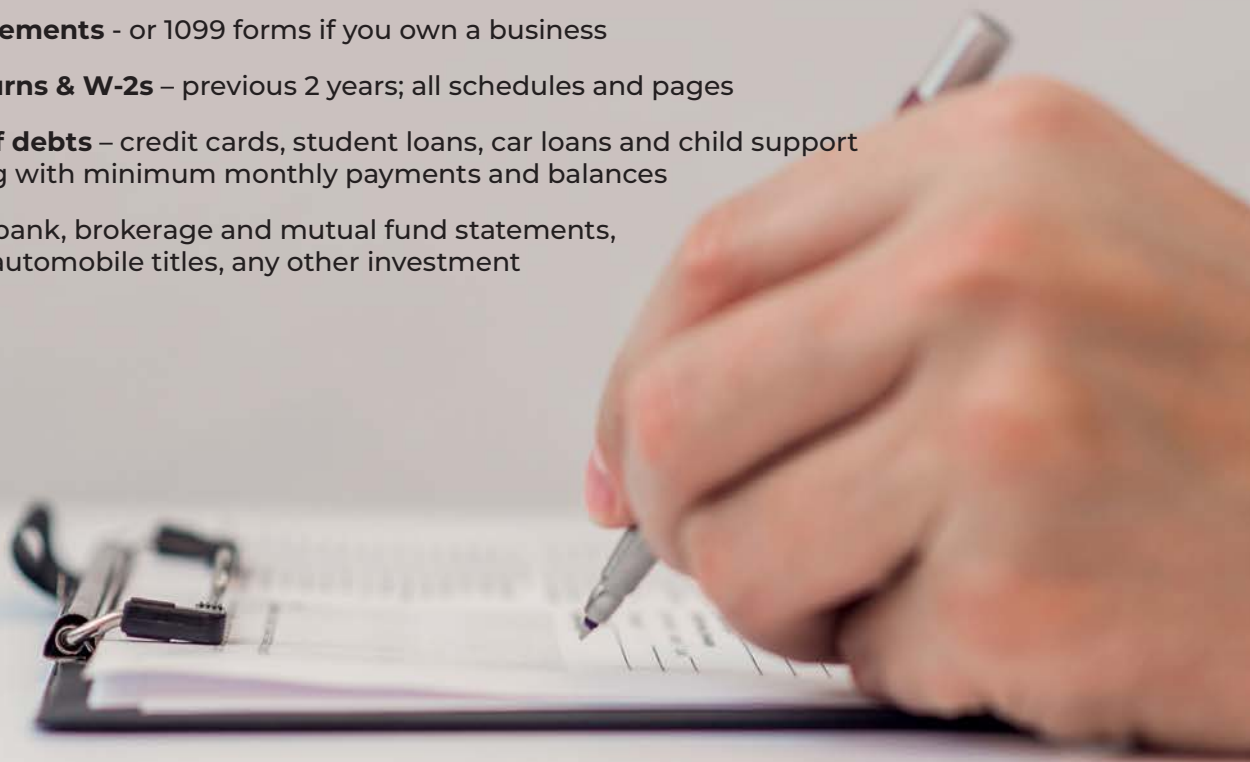 ements - or 1099 forms if you own a business
urns & W-2s – previous 2 years; all schedules and pages
f debts – credit cards, student loans, car loans and child support
g with minimum monthly payments and balances
bank, brokerage and mutual fund statements,
automobile titles, any other investment